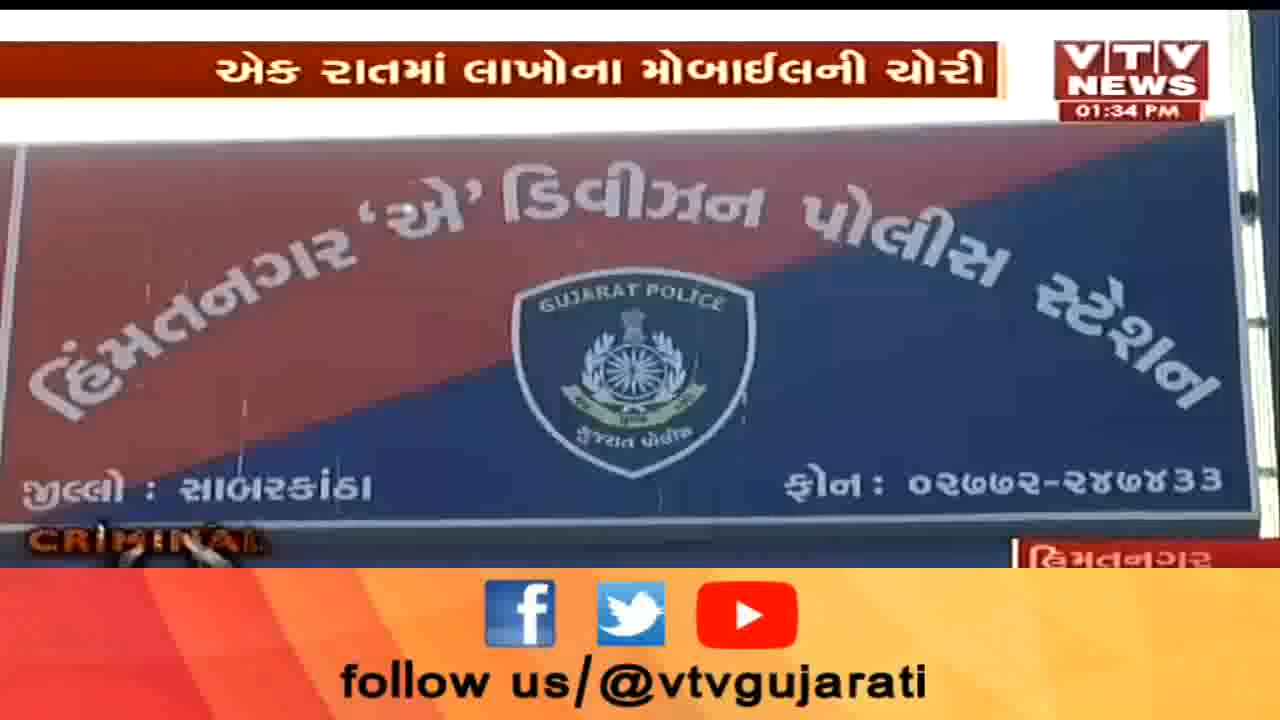 એક રાતમાં લાખોના મોબાઈલની ચોરી
VTV
NEWS
01:34 PM
હિંમતનગર ‘એ’ ડિવીઝન પોલીસ સ્ટેશન
GUJARAT POLICE
ગુજરાત પોલીસ
જીલ્લો : સાબરકાંઠા
ફોન : ૦૨૭૭૨-૨૪૭૪૩૩
CRIMINAL
હિંમતનગર
follow us/@vtvgujarati